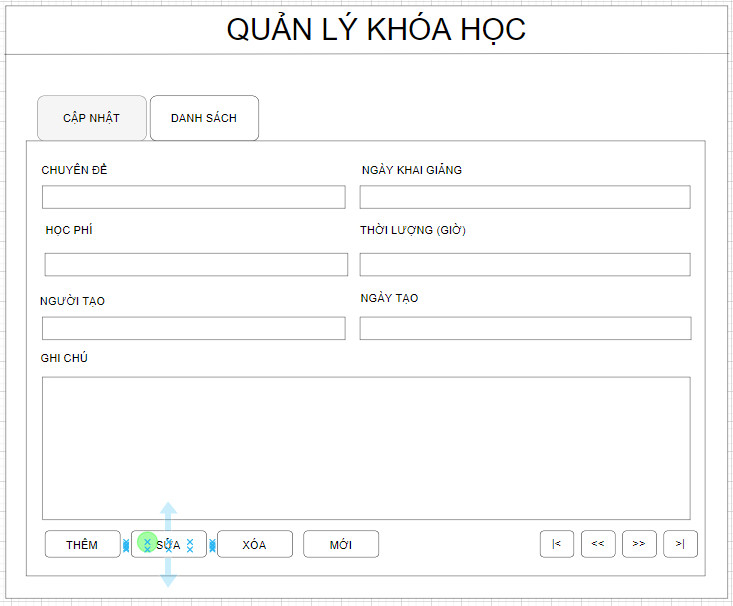 QUẢN LÝ KHÓA HỌC
CẬP NHẬT DANH SÁCH
CHUYÊN ĐỀ NGÀY KHAI GIẢNG
HỌC PHÍ THỜI LƯỢNG (GIỜ)
NGƯỜI TẠO NGÀY TẠO
GHI CHÚ
THÊM SỬA XÓA MỚI |< << >> >|